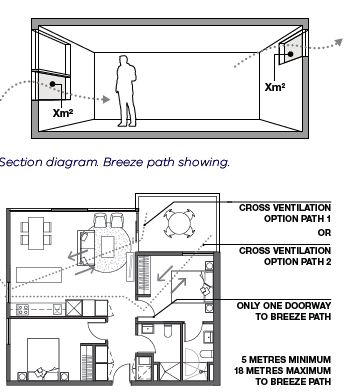 Xm²
Xm²
Section diagram. Breeze path showing.
CROSS VENTILATION
OPTION PATH 1
OR
CROSS VENTILATION
OPTION PATH 2
ONLY ONE DOORWAY
TO BREEZE PATH
5 METRES MINIMUM
18 METRES MAXIMUM
TO BREEZE PATH